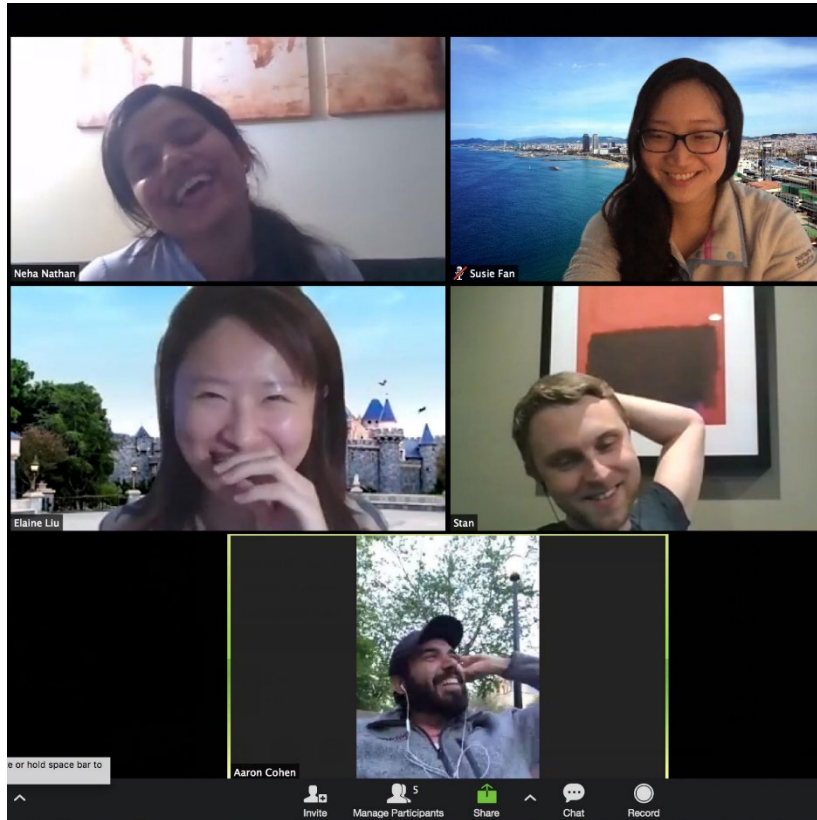 Neha Nathan
Susie Fan
Elaine Liu
Stan
Aaron Cohen
e or hold space bar to
5
Invite
Manage Participants
Share
Chat
Record